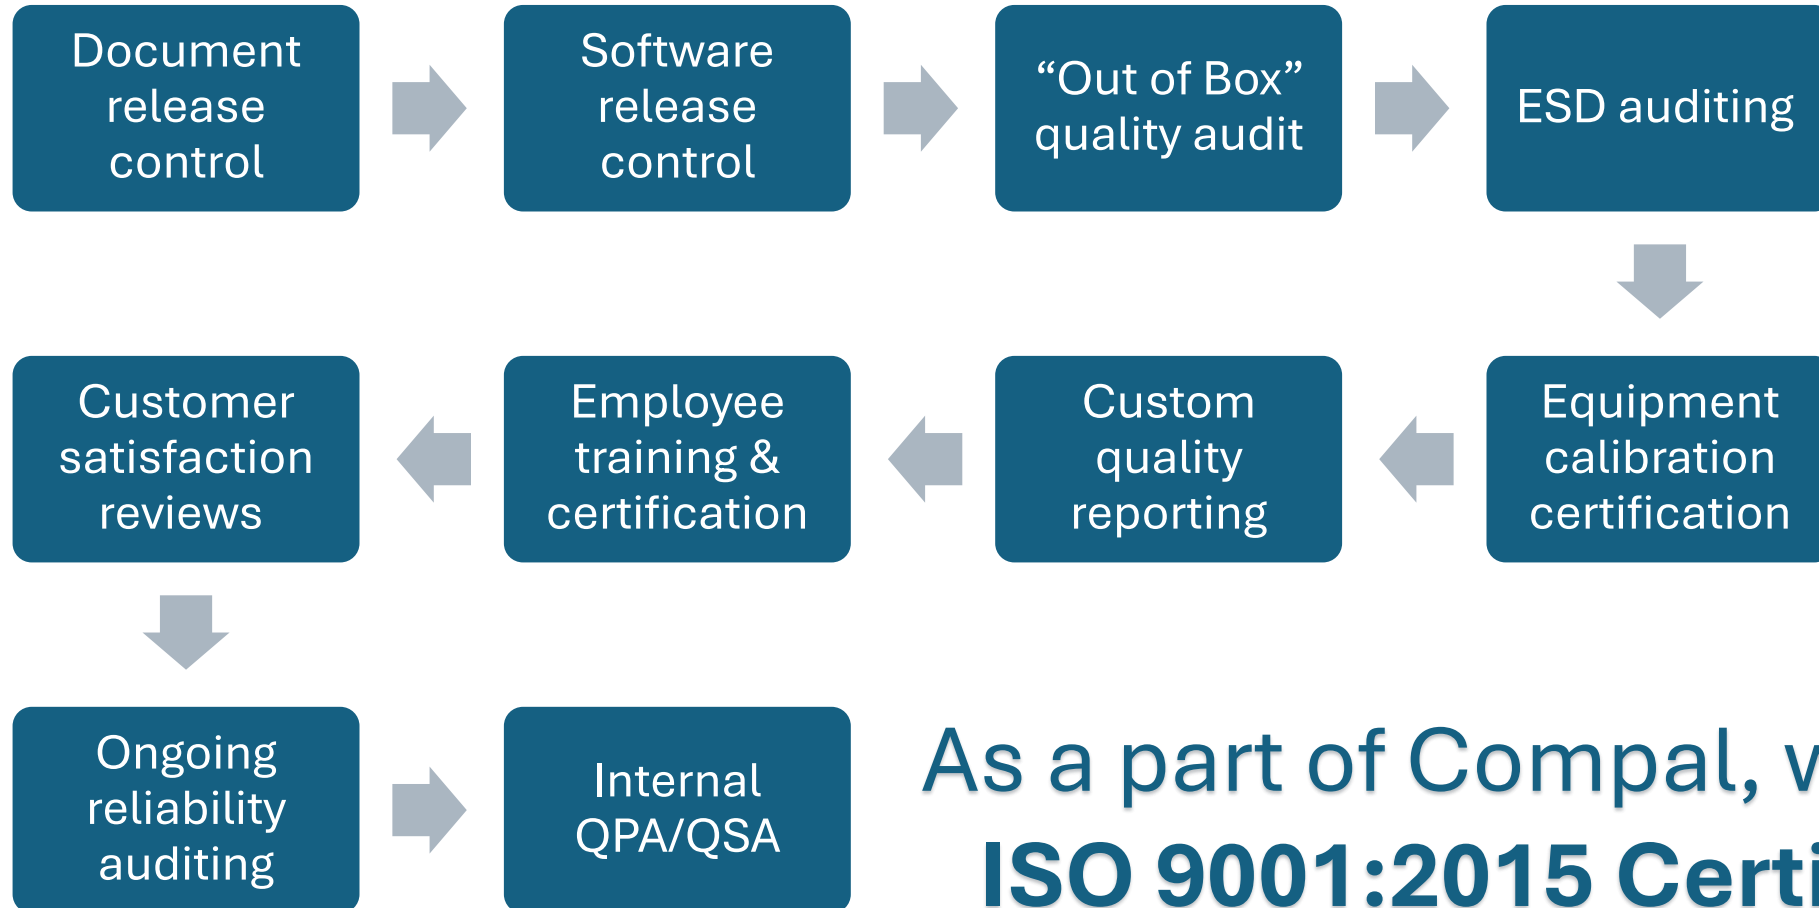 Document
release
control
Software
release
control
“Out of Box”
quality audit
ESD auditing
Customer
satisfaction
reviews
Employee
training &
certification
Custom
quality
reporting
Equipment
calibration
certification
Ongoing
reliability
auditing
Internal
QPA/QSA
As a part of Compal,
ISO 9001:2015